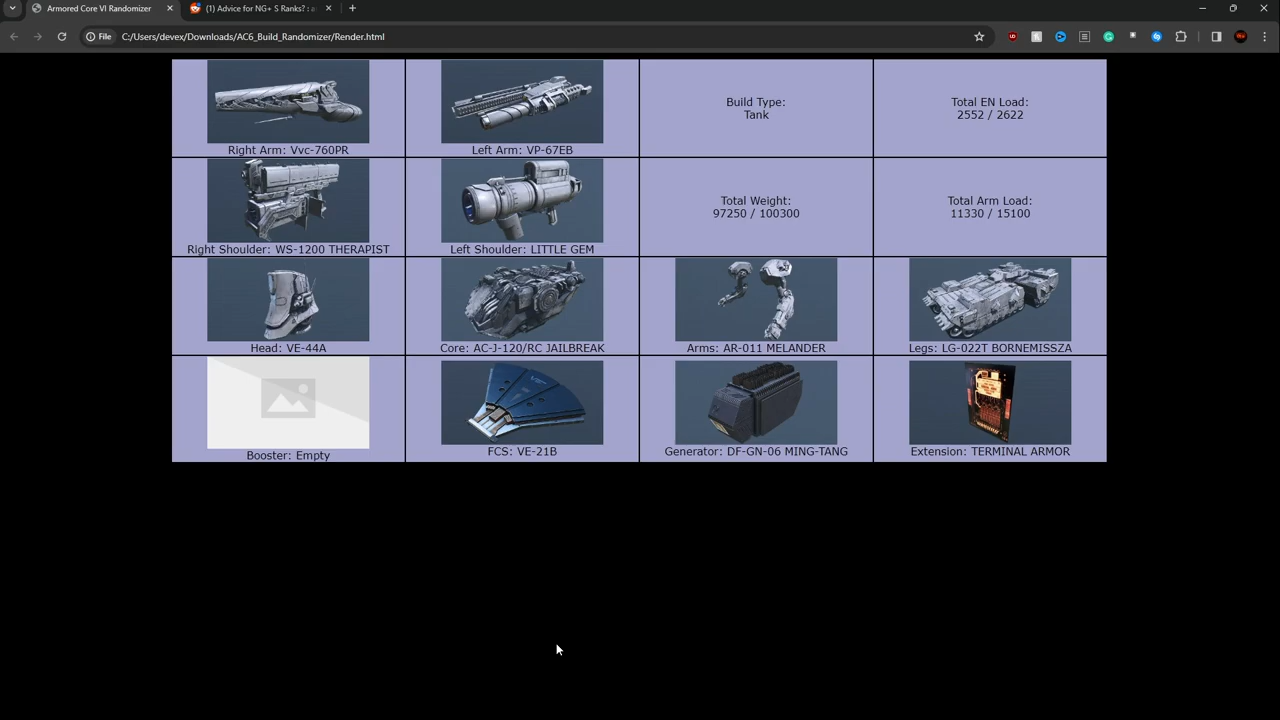 Armored Core VI Randomizer
(1) Advice for NG+ S Ranks? : a
File
C:/Users/devex/Downloads/AC6_Build_Randomizer/Render.html
Right Arm: Vvc-760PR
Left Arm: VP-67EB
Build Type:
Tank
Total EN Load:
2552 / 2622
Right Shoulder: WS-1200 THERAPIST
Left Shoulder: LITTLE GEM
Total Weight:
97250 / 100300
Total Arm Load:
11330 / 15100
Head: VE-44A
Core: AC-J-120/RC JAILBREAK
Arms: AR-011 MELANDER
Legs: LG-022T BORNEMISSZA
Booster: Empty
FCS: VE-21B
Generator: DF-GN-06 MING-TANG
Extension: TERMINAL ARMOR